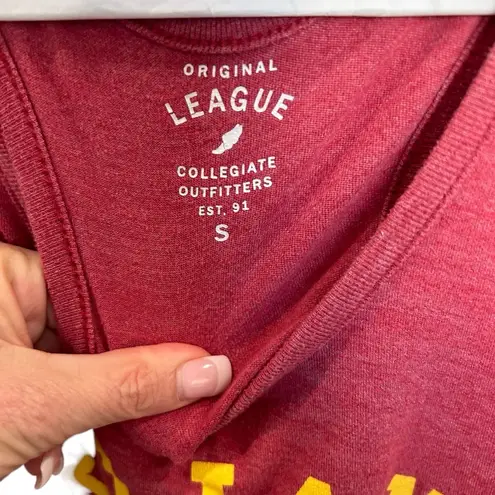 ORIGINAL
LEAGUE
COLLEGIATE
OUTFITTERS
EST. 91
S